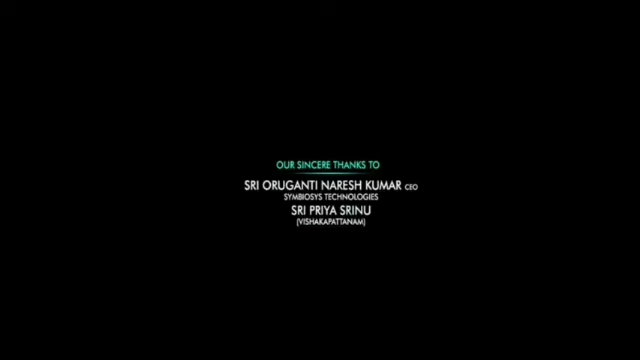 OUR SINCERE THANKS TO
SRI ORUGANTI NARESH KUMAR CEO
SYMBIOSYS TECHNOLOGIES
SRI PRIYA SRINU
(VISHAKAPATTANAM)